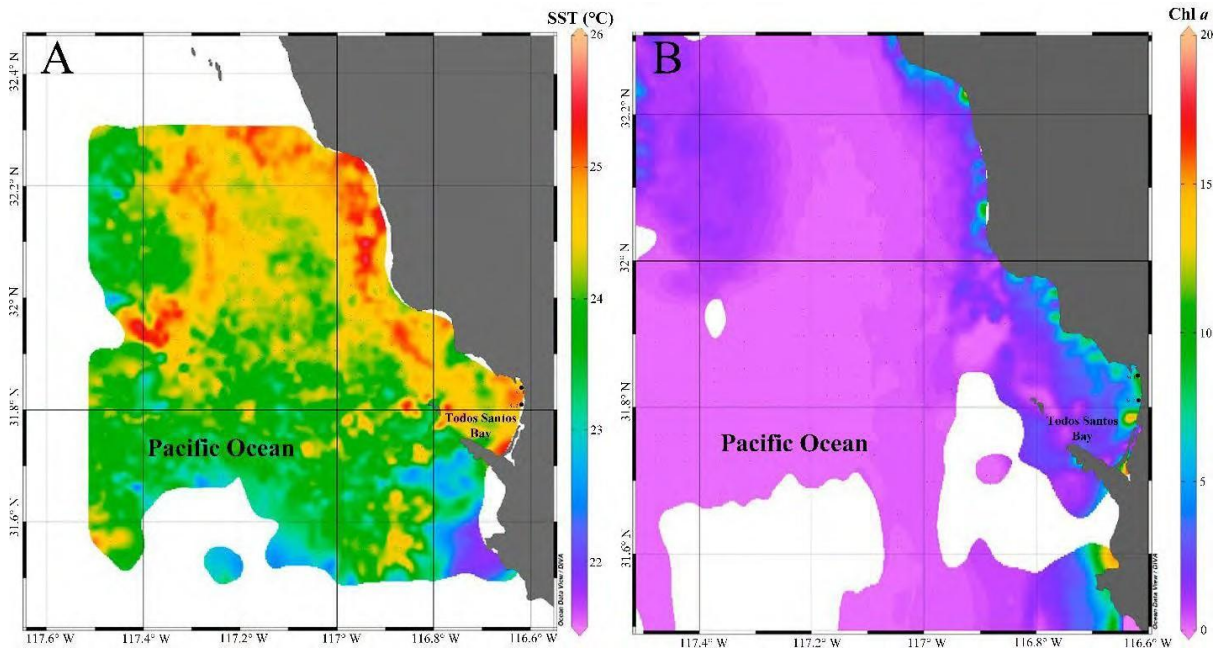 SST (°C)
A
26
25
24
23
22
32.4° N
32.2° N
32° N
31.8° N
31.6° N
117.6° W
117.4° W
117.2° W
117° W
116.8° W
116.6° W
Pacific Ocean
Todos Santos
Bay
Ocean Data View / DIVA
Chl a
B
20
15
10
5
0
32.2° N
32° N
31.8° N
31.6° N
117.4° W
117.2° W
117° W
116.8° W
116.6° W
Pacific Ocean
Todos Santos
Bay
Ocean Data View / DIVA